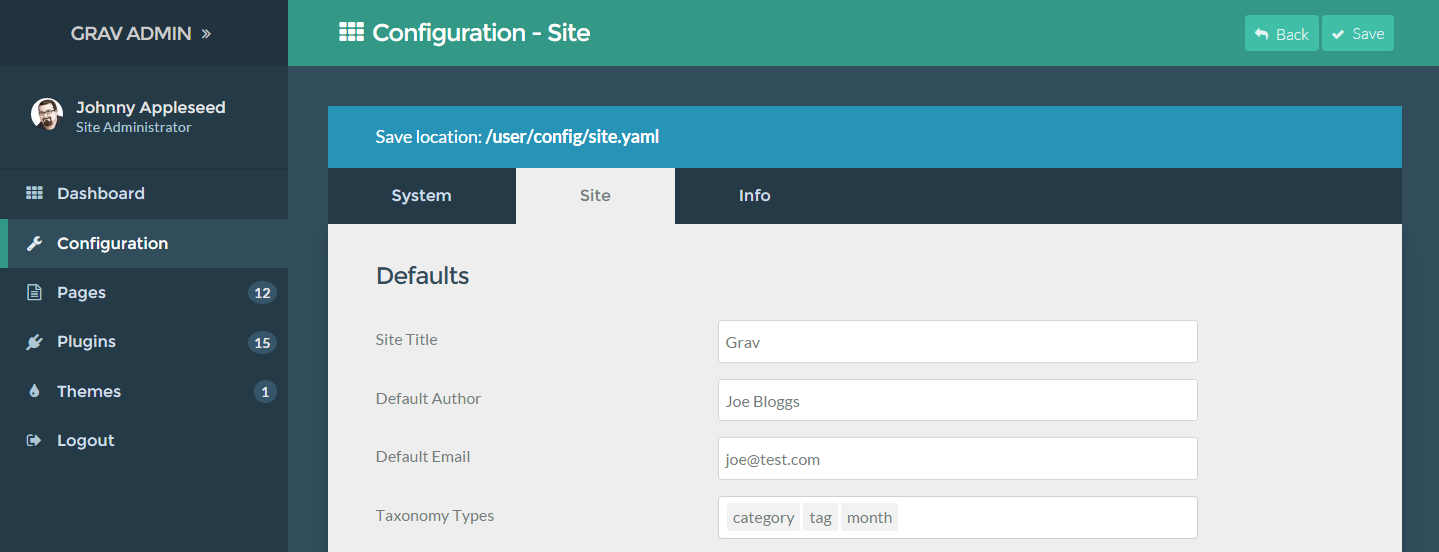 GRAV ADMIN »
Configuration - Site
Back
Save
Johnny Appleseed
Site Administrator
Dashboard
Configuration
Pages 12
Plugins 15
Themes 1
Logout
Save location: /user/config/site.yaml
System Site Info
Defaults
Site Title Grav
Default Author Joe Bloggs
Default Email joe@test.com
Taxonomy Types category tag month